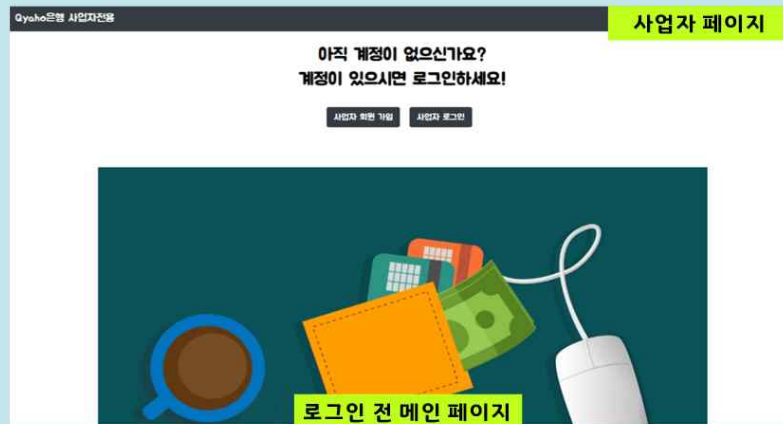 Qyaho은행 사업자전용
사업자 페이지
아직 계정이 없으신가요?
계정이 있으시면 로그인하세요!
사업자 회원 가입 사업자 로그인
로그인 전 메인 페이지